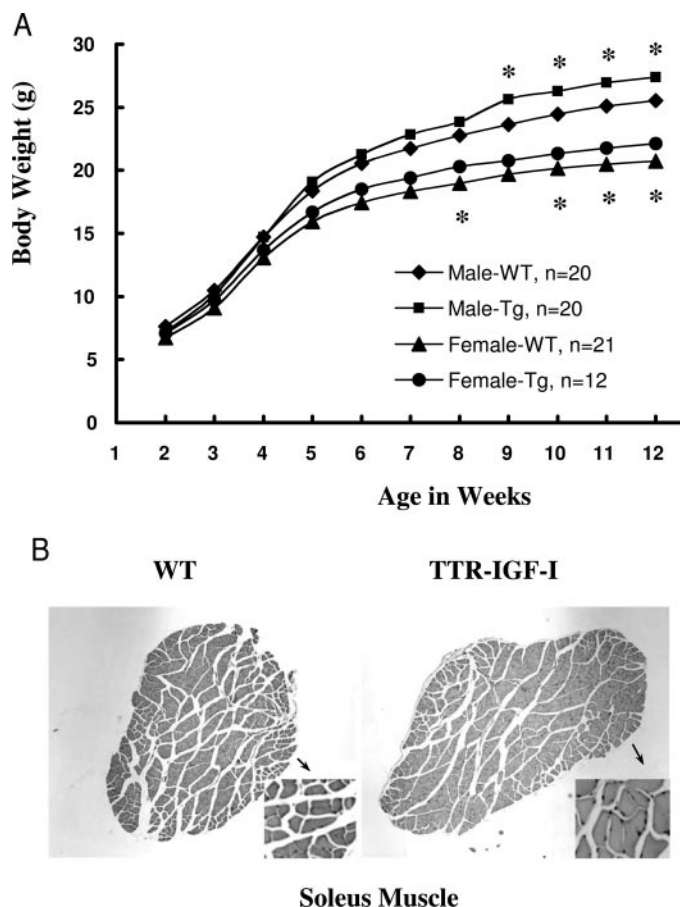 A
Body Weight (g)
30
25
20
15
10
5
0
* * * *
* * * *
Male-WT, n=20
Male-Tg, n=20
Female-WT, n=21
Female-Tg, n=12
1 2 3 4 5 6 7 8 9 10 11 12
Age in Weeks
B
WT TTR-IGF-I
Soleus Muscle